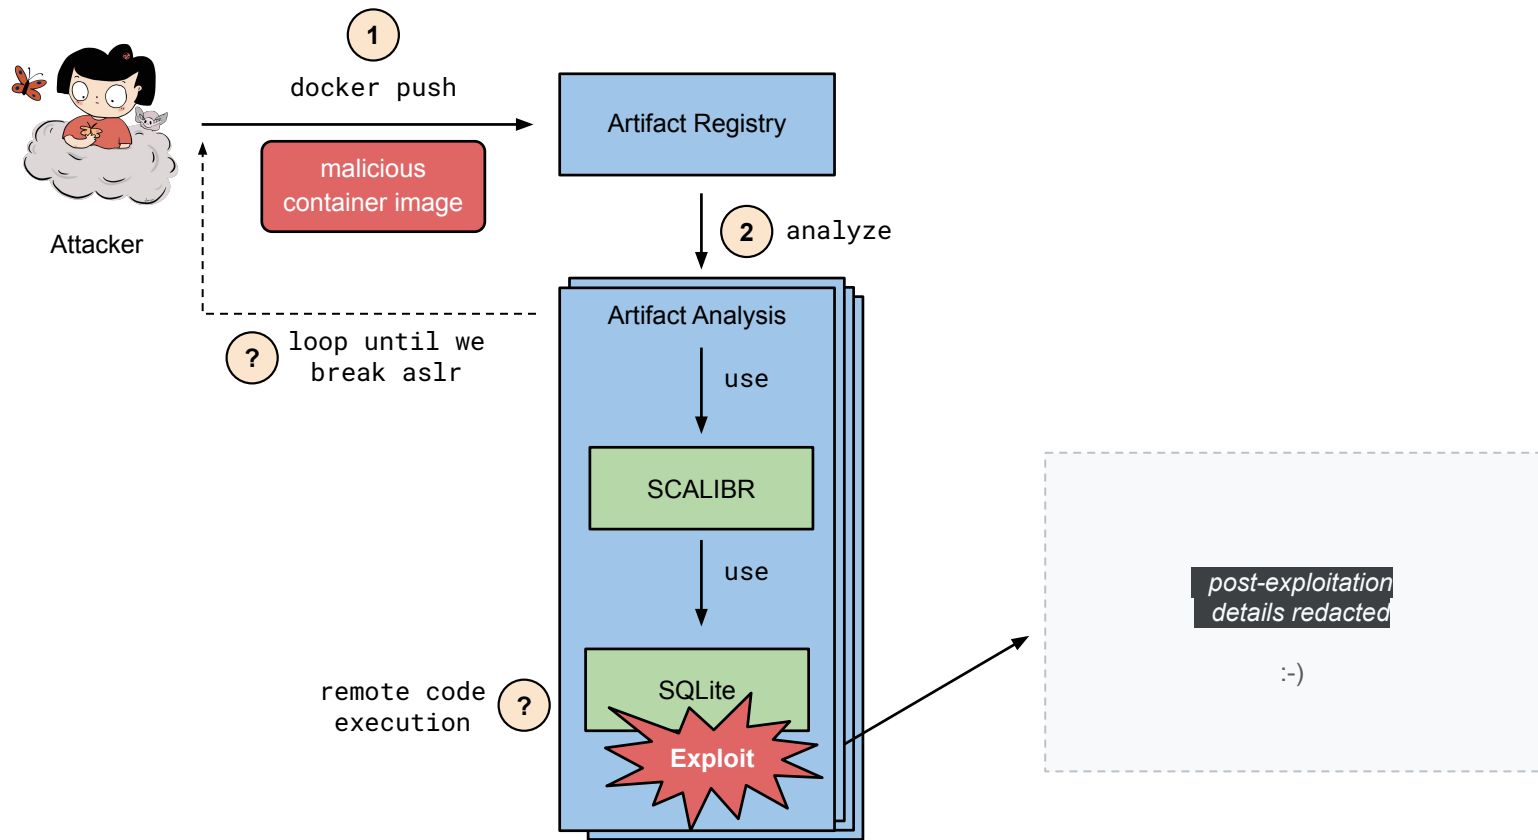 1
docker push
Artifact Registry
malicious
container image
Attacker
2
analyze
Artifact Analysis
?
loop until we
break aslr
use
SCALIBR
use
post-exploitation
details redacted
:-)
remote code
execution
?
SQLite
Exploit